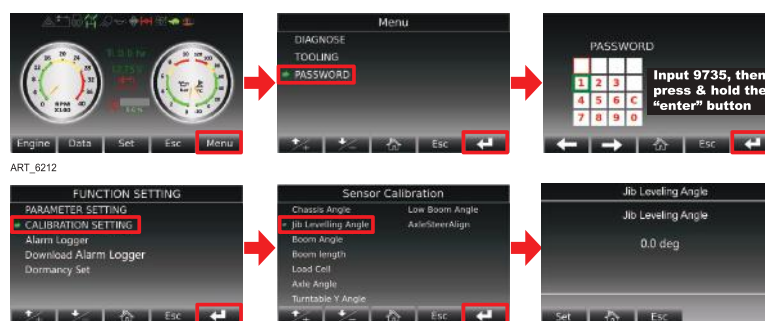 Menu
DIAGNOSE
TOOLING
PASSWORD
Esc
PASSWORD
1 2 3
4 5 6 C
7 8 9 0
Input 9735, then
press & hold the
“enter” button
Esc
RPM
X100
Engine Data Set Esc Menu
ART_6212
FUNCTION SETTING
PARAMETER SETTING
CALIBRATION SETTING
Alarm Logger
Download Alarm Logger
Dormancy Set
Esc
Sensor Calibration
Chassis Angle Low Boom Angle
Jib Levelling Angle AxleSteerAlign
Boom Angle
Boom length
Load Cell
Axle Angle
Turntable Y Angle
Esc
Jib Leveling Angle
Jib Leveling Angle
0.0 deg
Set Esc